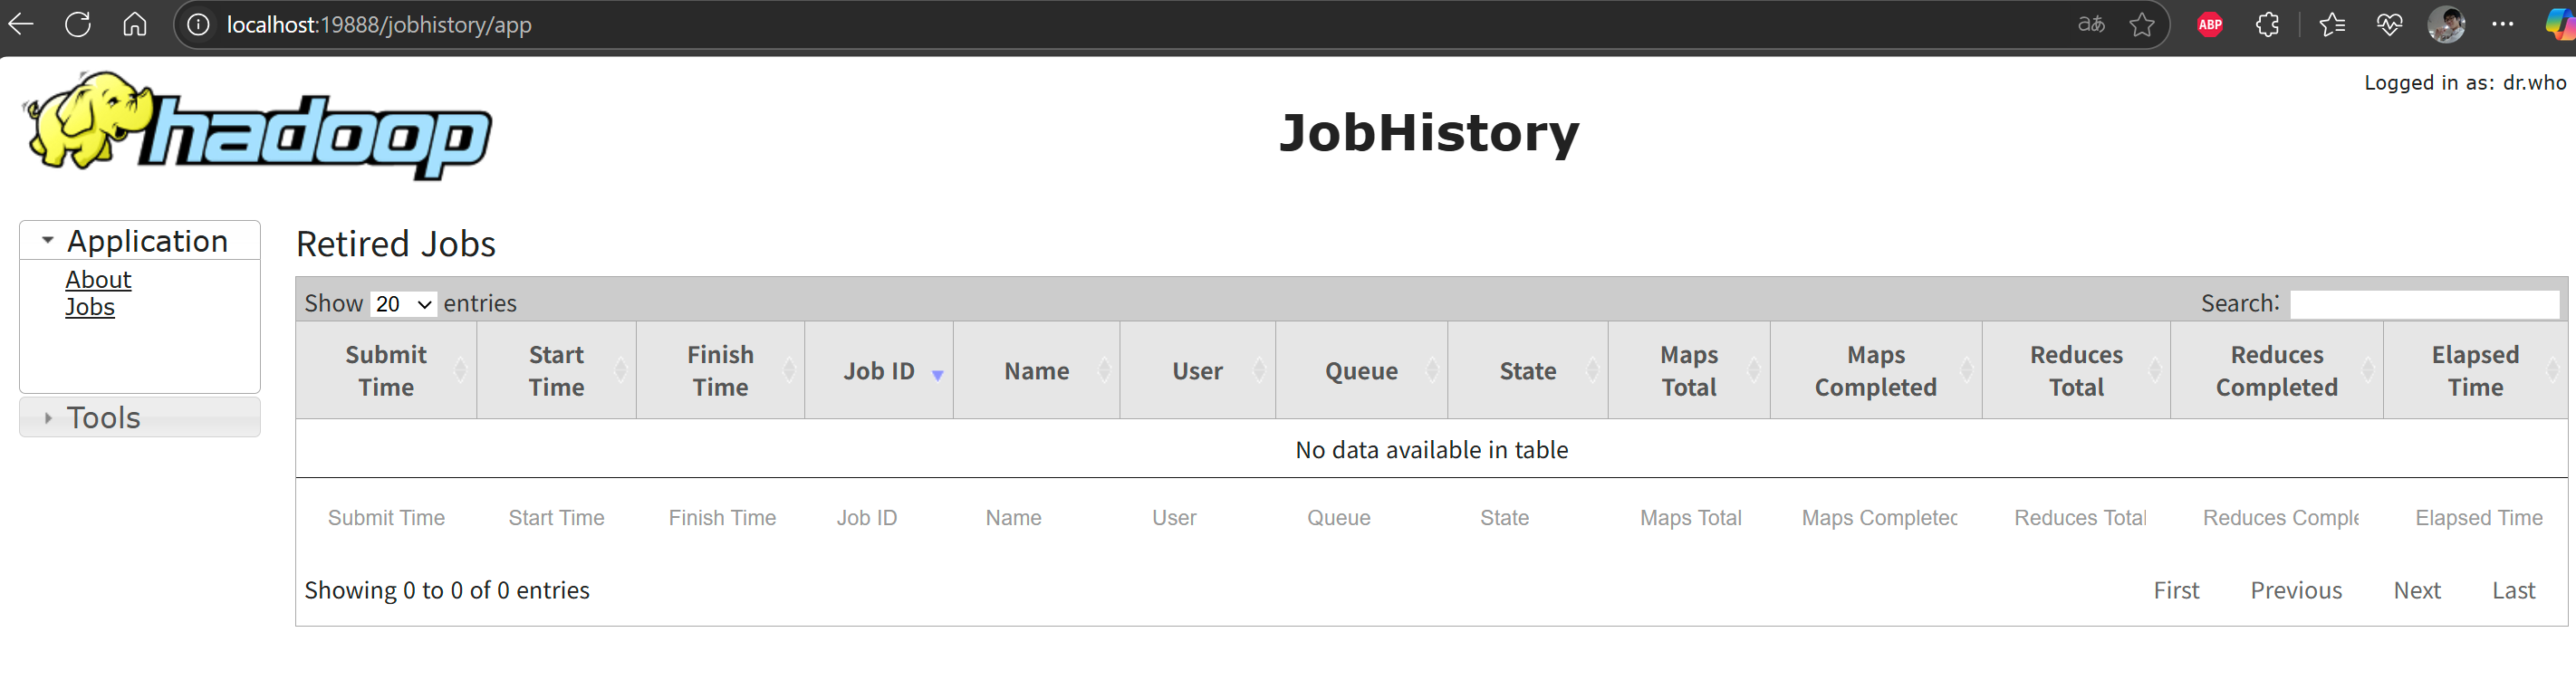 localhost:19888/jobhistory/app
aあ
ABP
Logged in as: dr.who
hadoop
JobHistory
Application
About
Jobs
Tools
Retired Jobs
Show 20 entries
Search:
Submit Time
Start Time
Finish Time
Job ID
Name
User
Queue
State
Maps Total
Maps Completed
Reduces Total
Reduces Completed
Elapsed Time
No data available in table
Submit Time
Start Time
Finish Time
Job ID
Name
User
Queue
State
Maps Total
Maps Completed
Reduces Total
Reduces Comple
Elapsed Time
Showing 0 to 0 of 0 entries
First Previous Next Last